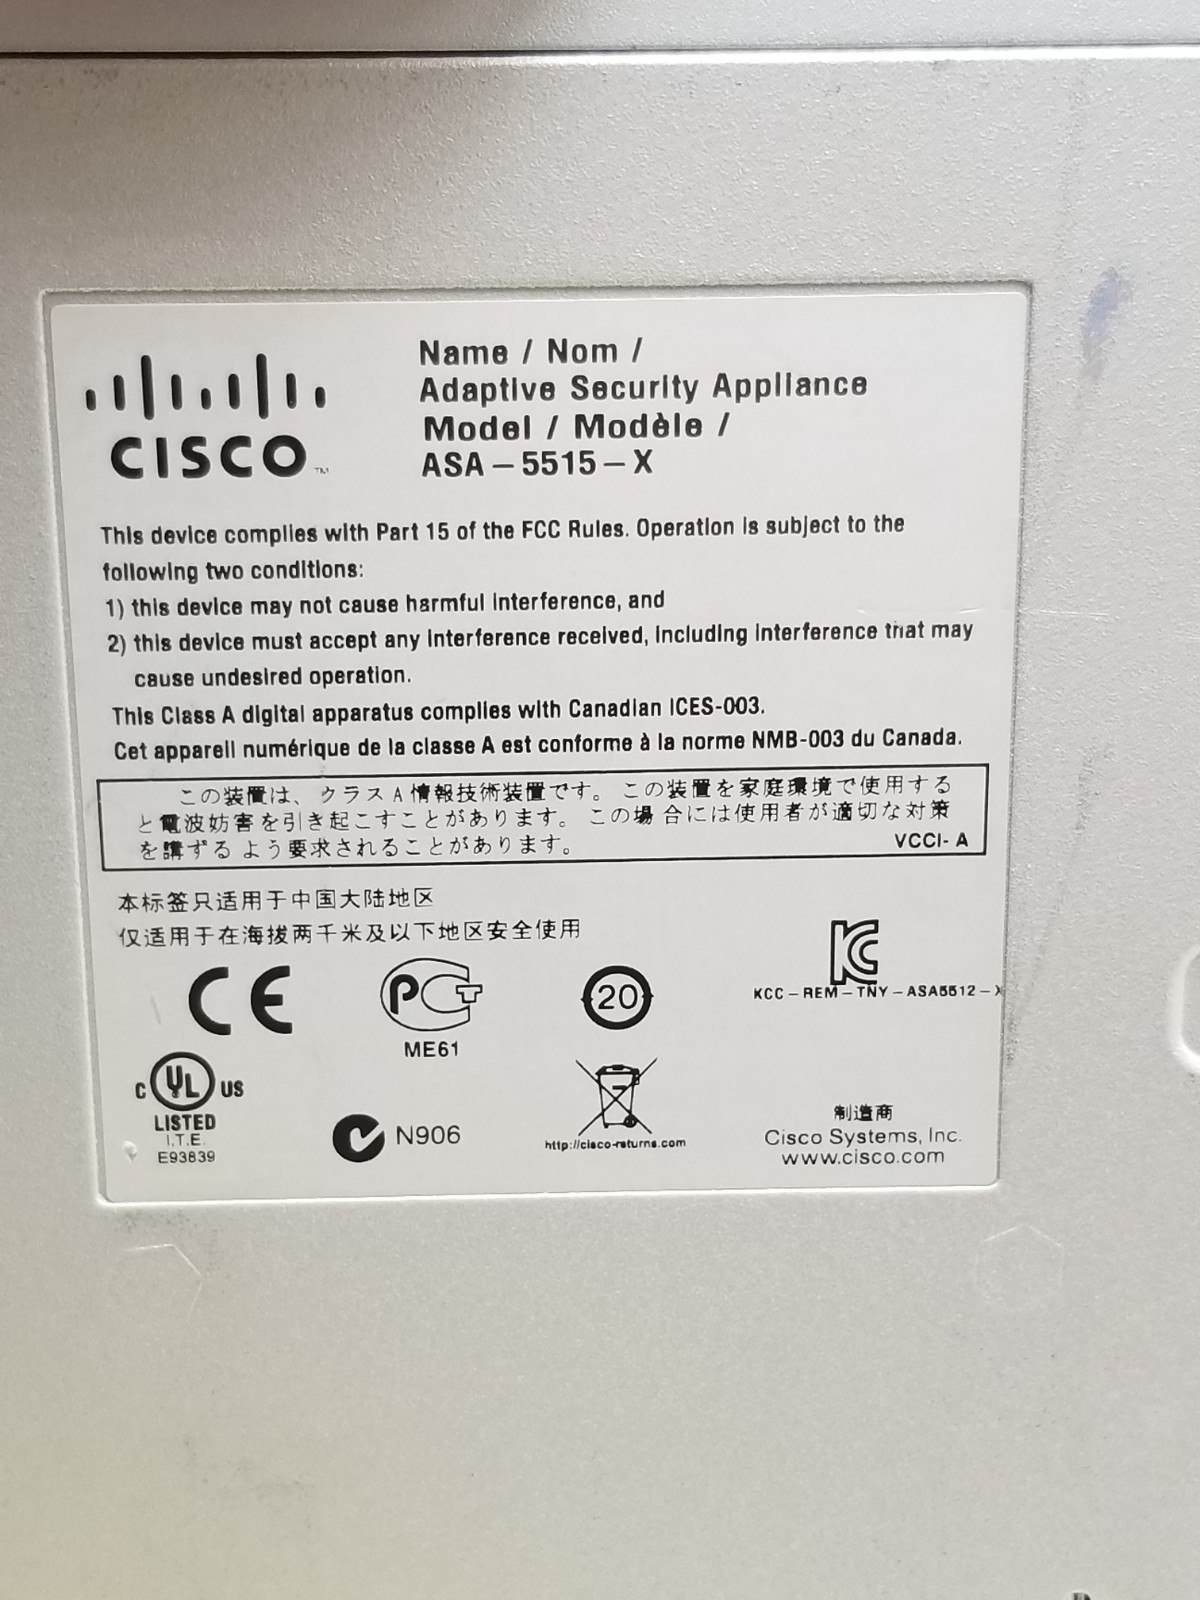 CISCO™
Name / Nom /
Adaptive Security Appliance
Model / Modèle /
ASA – 5515 – X
This device complies with Part 15 of the FCC Rules. Operation is subject to the
following two conditions:
1) this device may not cause harmful interference, and
2) this device must accept any interference received, including interference that may
cause undesired operation.
This Class A digital apparatus complies with Canadian ICES-003.
Cet appareil numérique de la classe A est conforme à la norme NMB-003 du Canada.
この装置は、クラスA情報技術装置です。この装置を家庭環境で使用する
と電波妨害を引き起こすことがあります。この場合には使用者が適切な対策
を講ずるよう要求されることがあります。
VCCI- A
本标签只适用于中国大陆地区
仅适用于在海拔两千米及以下地区安全使用
CE
PCT
ME61
20
KC
KCC – REM – TNY – ASA5512 – X
C UL US
LISTED
I.T.E.
E93839
N906
http://cisco-returns.com
制造商
Cisco Systems, Inc.
www.cisco.com